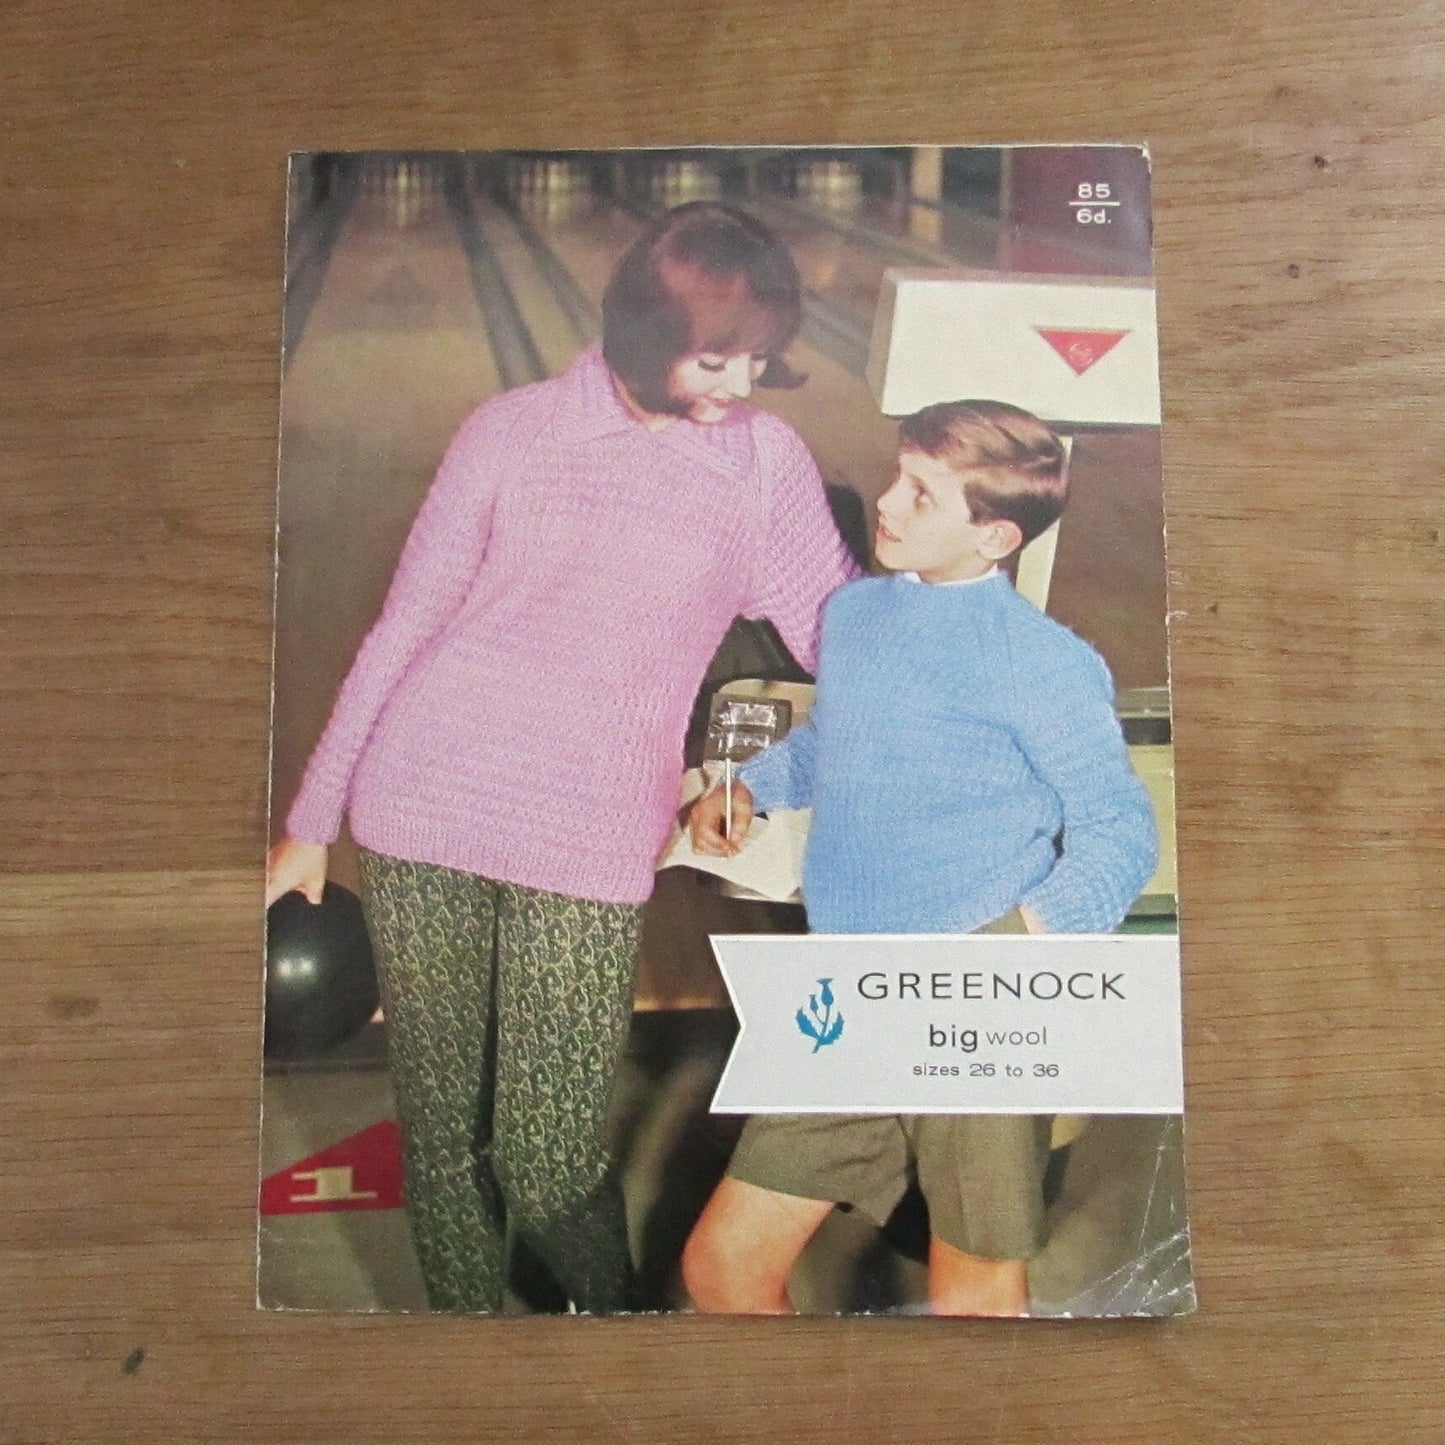 85
6d.
GREENOCK
big wool
sizes 26 to 36
1